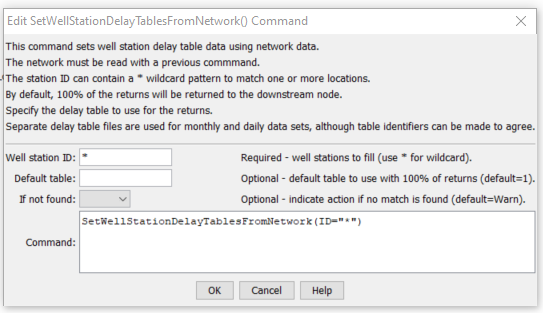 Edit SetWellStationDelayTablesFromNetwork() Command
This command sets well station delay table data using network data.
The network must be read with a previous commmand.
The station ID can contain a * wildcard pattern to match one or more locations.
By default, 100% of the returns will be returned to the downstream node.
Specify the delay table to use for the returns.
Separate delay table files are used for monthly and daily data sets, although table identifiers can be made to agree.
Well station ID: * Required - well stations to fill (use * for wildcard).
Default table: Optional - default table to use with 100% of returns (default=1).
If not found: Optional - indicate action if no match is found (default=Warn).
SetWellStationDelayTablesFromNetwork(ID="*")
Command:
OK Cancel Help